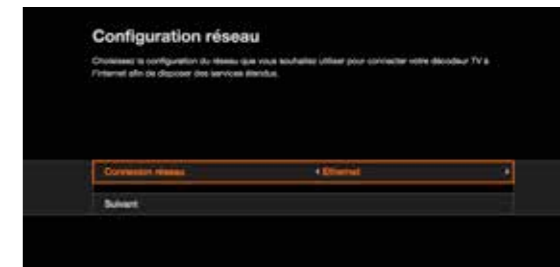 Configuration réseau
Choisissez la configuration du réseau que vous souhaitez utiliser pour connecter votre décodeur TV à
l'internet afin de disposer des services étendus.
Connexion réseau Ethernet
Suivant